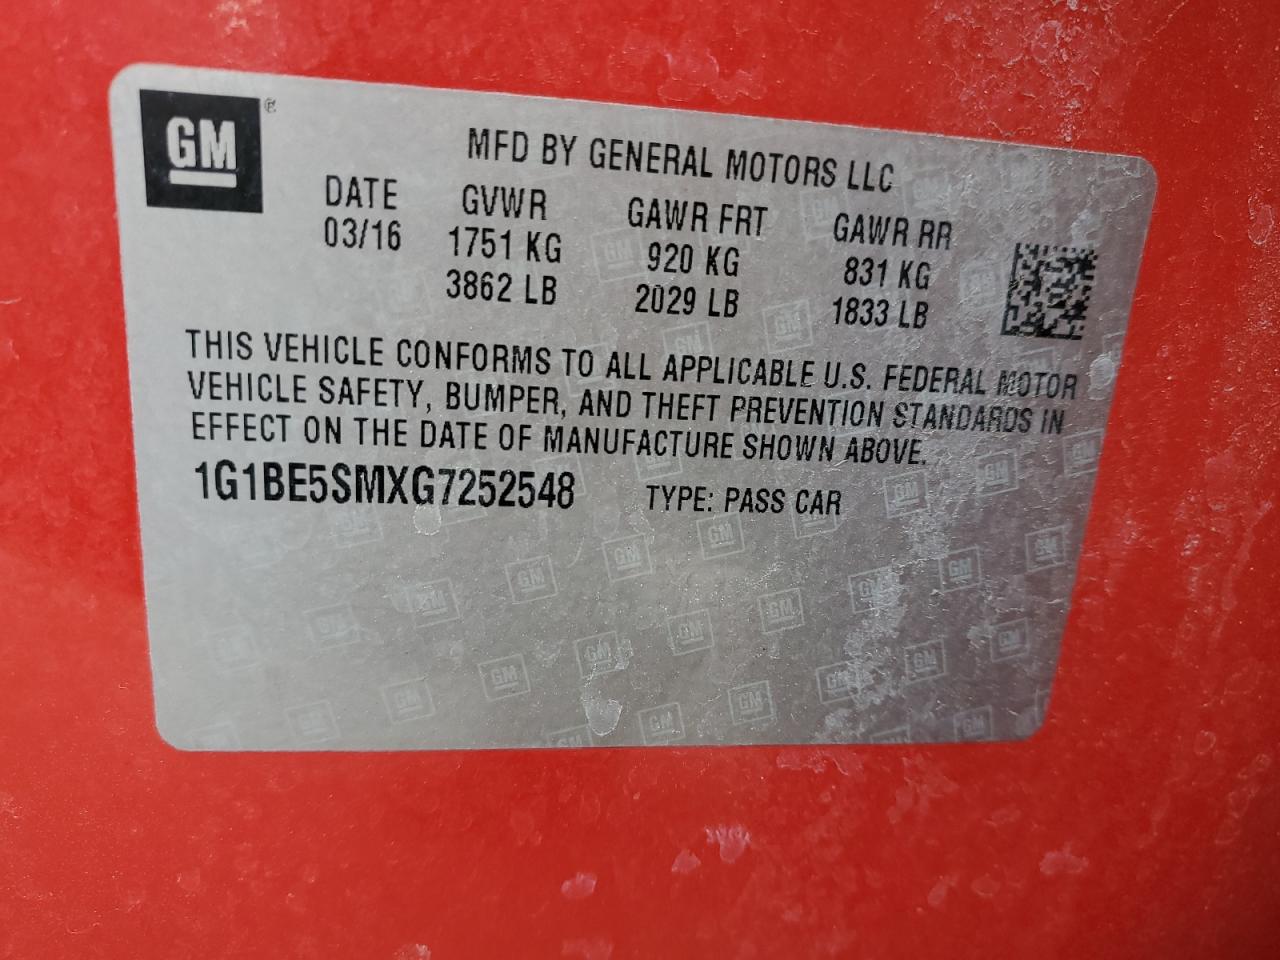 GM ®
MFD BY GENERAL MOTORS LLC
DATE GVWR GAWR FRT GAWR RR
03/16 1751 KG 920 KG 831 KG
3862 LB 2029 LB 1833 LB
THIS VEHICLE CONFORMS TO ALL APPLICABLE U.S. FEDERAL MOTOR
VEHICLE SAFETY, BUMPER, AND THEFT PREVENTION STANDARDS IN
EFFECT ON THE DATE OF MANUFACTURE SHOWN ABOVE.
1G1BE5SMXG7252548 TYPE: PASS CAR